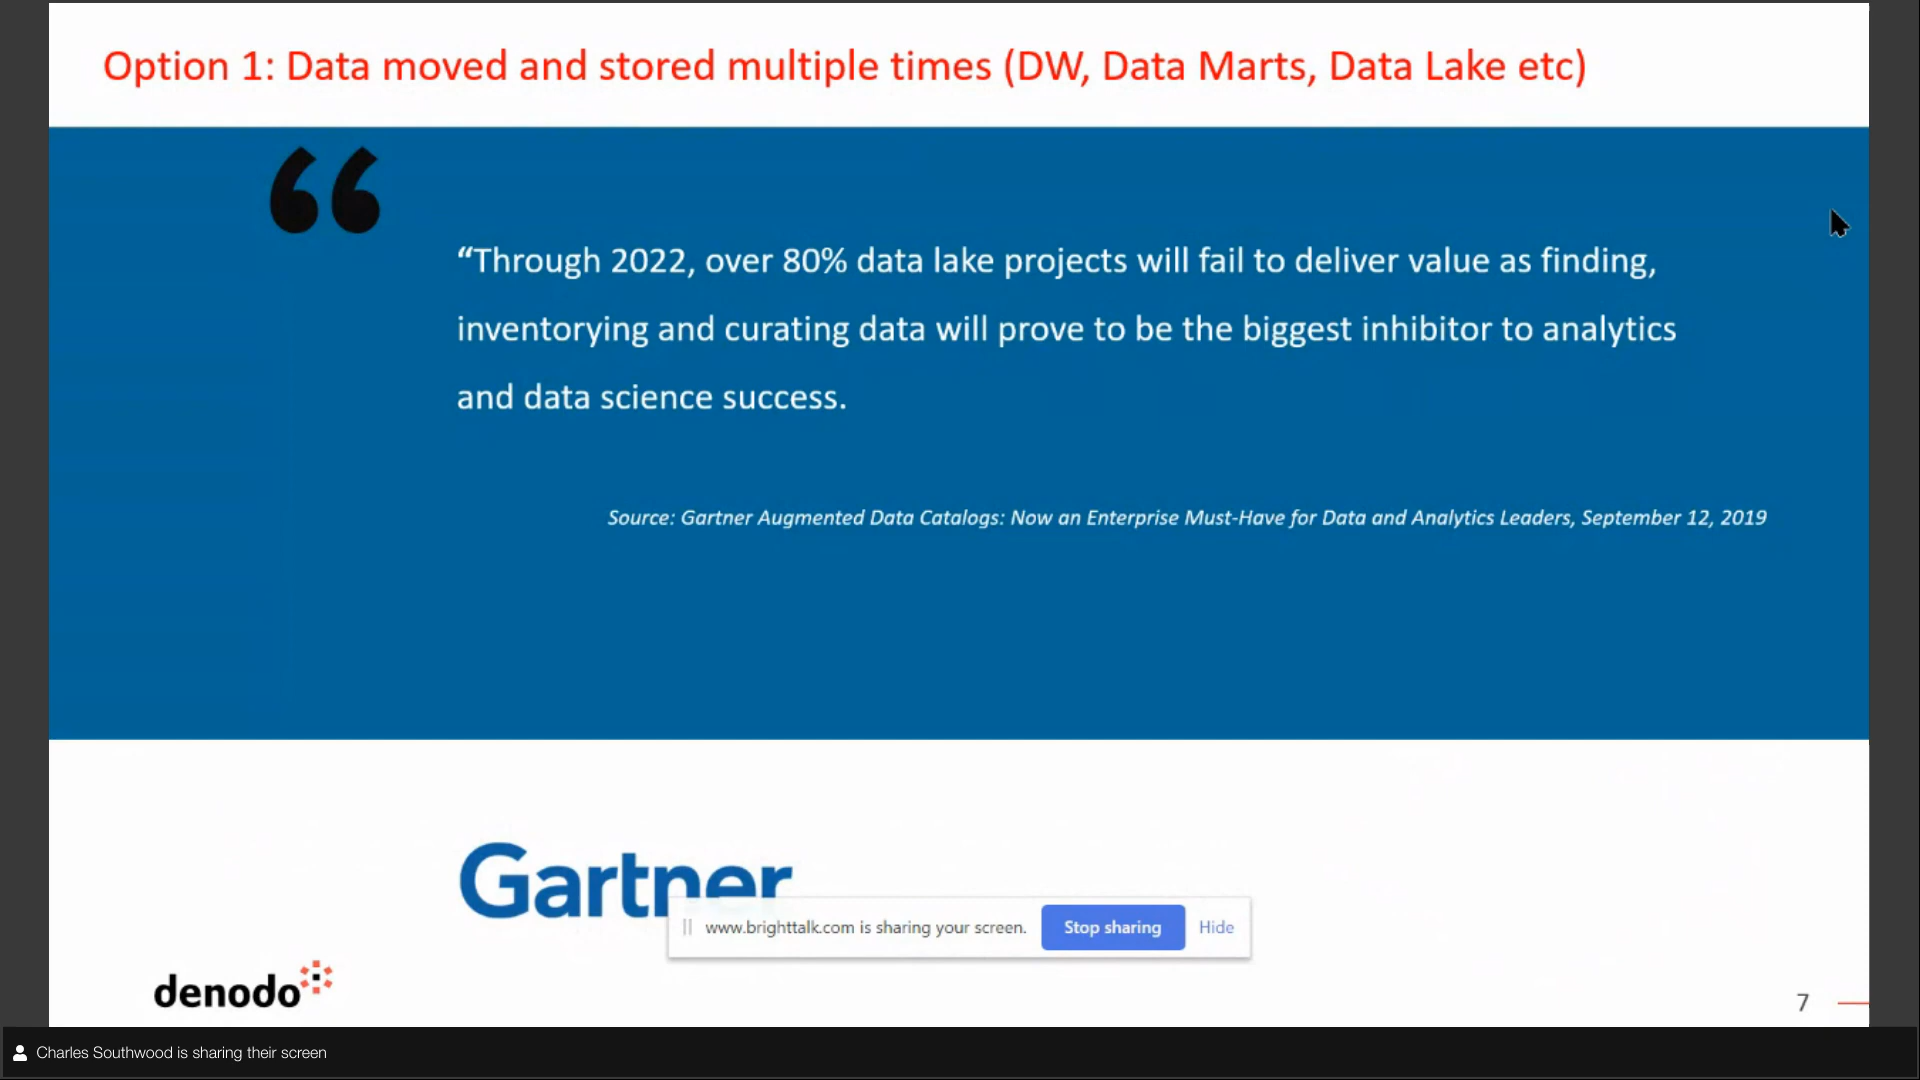 Option 1: Data moved and stored multiple times (DW, Data Marts, Data Lake etc)
“
“Through 2022, over 80% data lake projects will fail to deliver value as finding,
inventorying and curating data will prove to be the biggest inhibitor to analytics
and data science success.
Source: Gartner Augmented Data Catalogs: Now an Enterprise Must-Have for Data and Analytics Leaders, September 12, 2019
Gartner
www.brighttalk.com is sharing your screen. Stop sharing Hide
denodo
7
Charles Southwood is sharing their screen